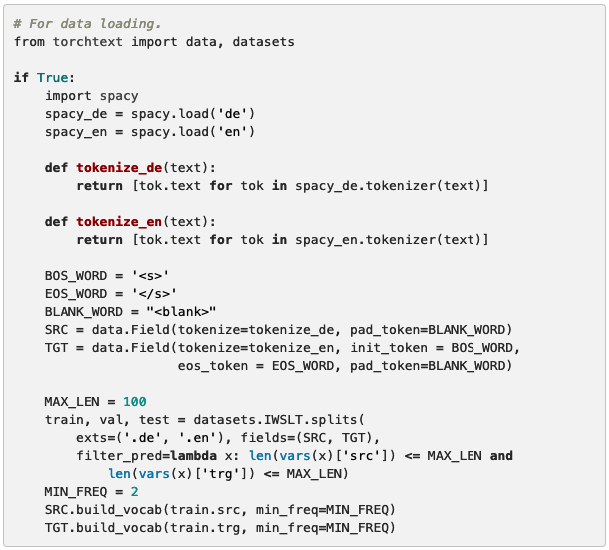 # For data loading.
from torchtext import data, datasets

if True:
    import spacy
    spacy_de = spacy.load('de')
    spacy_en = spacy.load('en')

    def tokenize_de(text):
        return [tok.text for tok in spacy_de.tokenizer(text)]

    def tokenize_en(text):
        return [tok.text for tok in spacy_en.tokenizer(text)]

    BOS_WORD = '<s>'
    EOS_WORD = '</s>'
    BLANK_WORD = "<blank>"
    SRC = data.Field(tokenize=tokenize_de, pad_token=BLANK_WORD)
    TGT = data.Field(tokenize=tokenize_en, init_token = BOS_WORD,
                     eos_token = EOS_WORD, pad_token=BLANK_WORD)

    MAX_LEN = 100
    train, val, test = datasets.IWSLT.splits(
        exts=('.de', '.en'), fields=(SRC, TGT),
        filter_pred=lambda x: len(vars(x)['src']) <= MAX_LEN and
            len(vars(x)['trg']) <= MAX_LEN)
    MIN_FREQ = 2
    SRC.build_vocab(train.src, min_freq=MIN_FREQ)
    TGT.build_vocab(train.trg, min_freq=MIN_FREQ)